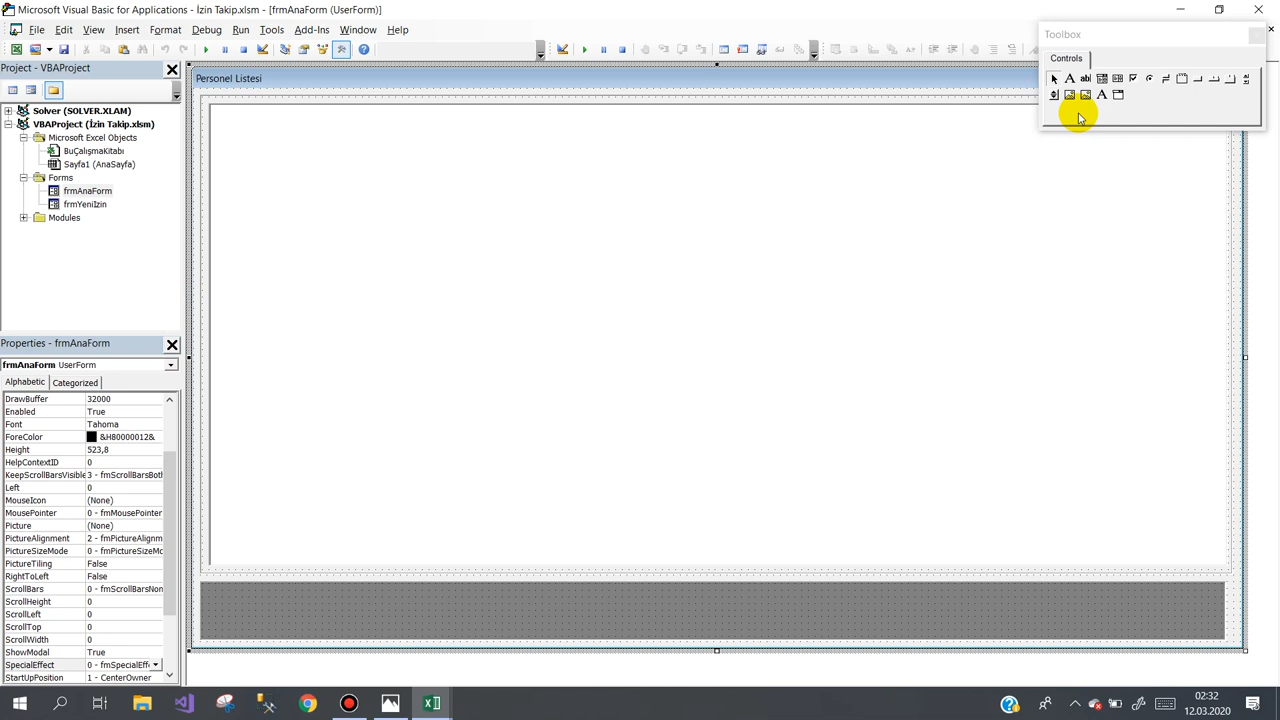 Microsoft Visual Basic for Applications - İzin Takip.xlsm - [frmAnaForm (UserForm)]
File Edit View Insert Format Debug Run Tools Add-Ins Window Help
Toolbox
Controls
Project - VBAProject
Solver (SOLVER.XLAM)
VBAProject (İzin Takip.xlsm)
Microsoft Excel Objects
BuÇalışmaKitabı
Sayfa1 (AnaSayfa)
Forms
frmAnaForm
frmYeniIzin
Modules
Personel Listesi
Properties - frmAnaForm
frmAnaForm UserForm
Alphabetic Categorized
DrawBuffer 32000
Enabled True
Font Tahoma
ForeColor &H80000012&
Height 523,8
HelpContextID 0
KeepScrollBarsVisible 3 - fmScrollBarsBoth
Left 0
MouseIcon (None)
MousePointer 0 - fmMousePointer
Picture (None)
PictureAlignment 2 - fmPictureAlignm
PictureSizeMode 0 - fmPictureSizeMo
PictureTiling False
RightToLeft False
ScrollBars 0 - fmScrollBarsNon
ScrollHeight 0
ScrollLeft 0
ScrollTop 0
ScrollWidth 0
ShowModal True
SpecialEffect 0 - fmSpecialEff
StartUpPosition 1 - CenterOwner
02:32
12.03.2020